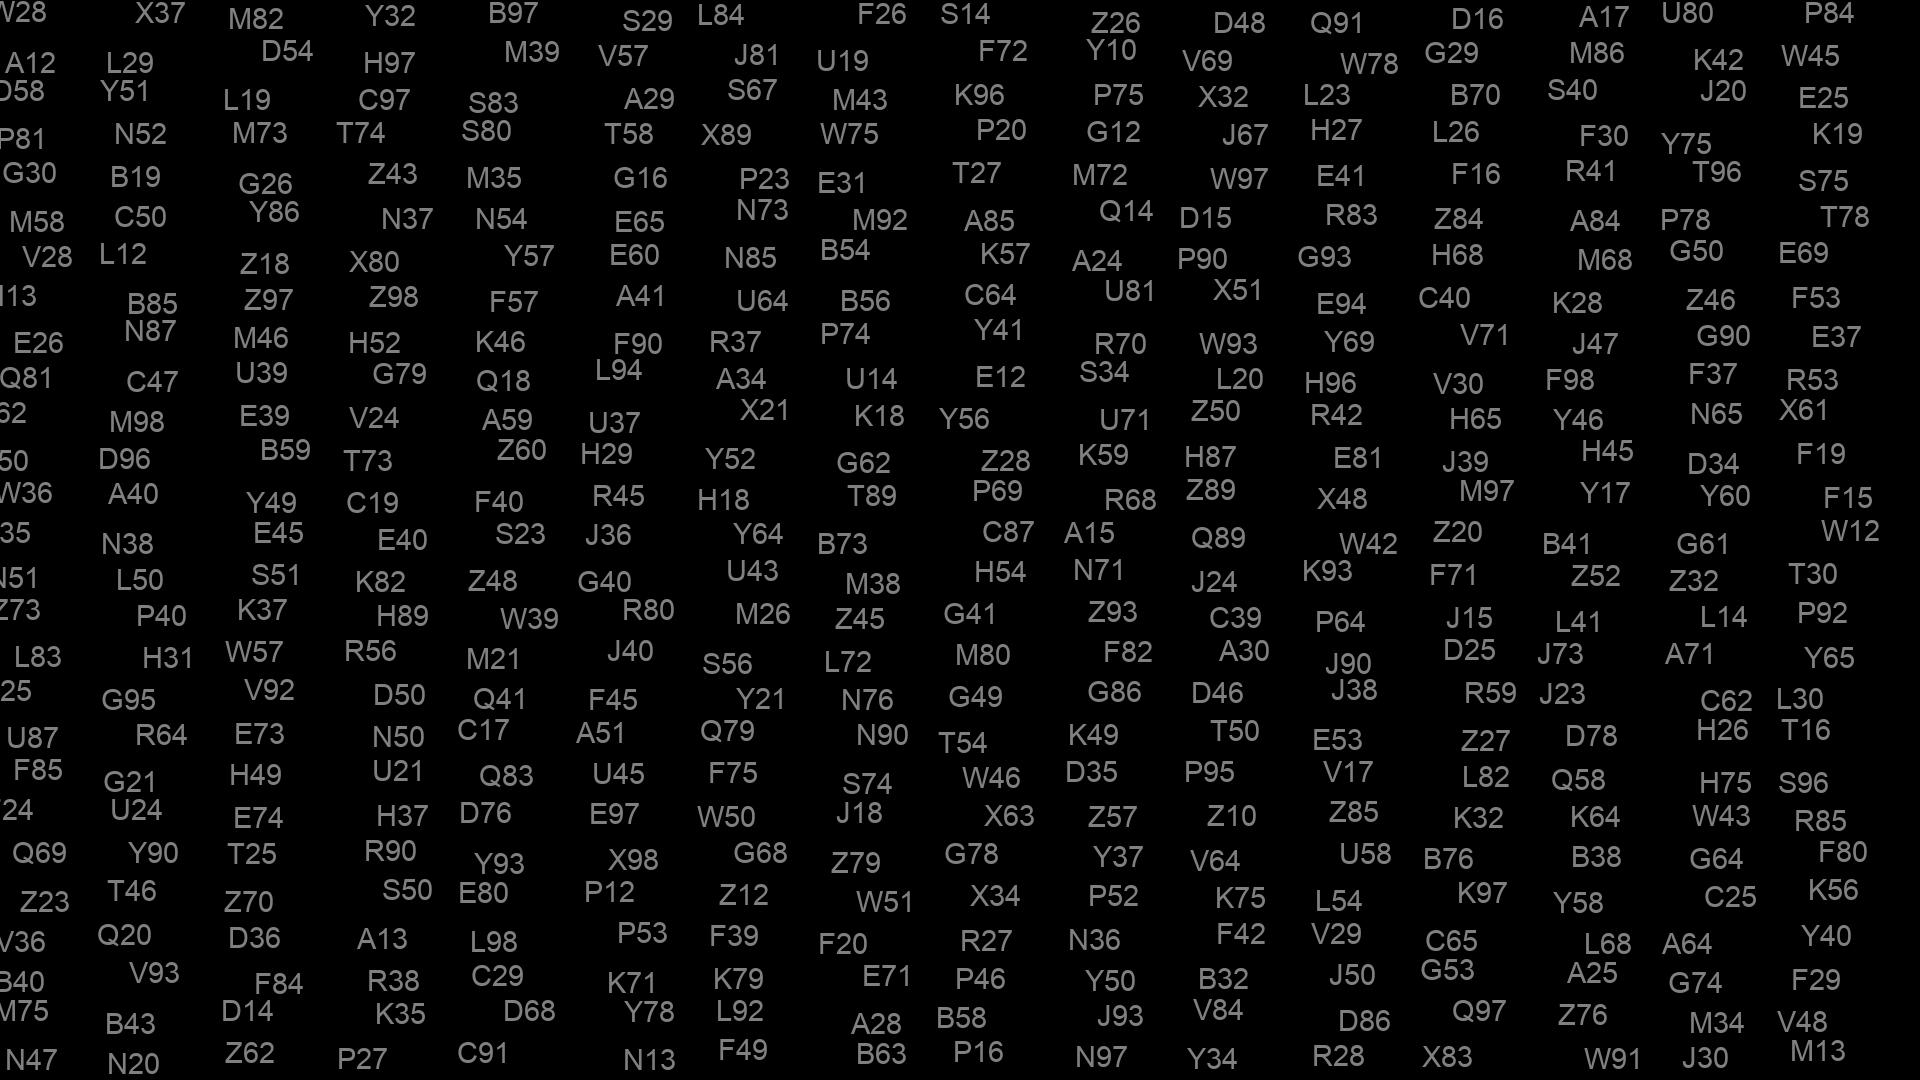 W28 X37 M82 Y32 B97 S29 L84 F26 S14 Z26 D48 Q91 D16 A17 U80 P84
A12 L29 D54 H97 M39 V57 J81 U19 F72 Y10 V69 W78 G29 M86 K42 W45
D58 Y51 L19 C97 S83 A29 S67 M43 K96 P75 X32 L23 B70 S40 J20 E25
P81 N52 M73 T74 S80 T58 X89 W75 P20 G12 J67 H27 L26 F30 Y75 K19
G30 B19 G26 Z43 M35 G16 P23 E31 T27 M72 W97 E41 F16 R41 T96 S75
M58 C50 Y86 N37 N54 E65 N73 M92 A85 Q14 D15 R83 Z84 A84 P78 T78
V28 L12 Z18 X80 Y57 E60 N85 B54 K57 A24 P90 G93 H68 M68 G50 E69
13 B85 Z97 Z98 F57 A41 U64 B56 C64 U81 X51 E94 C40 K28 Z46 F53
E26 N87 M46 H52 K46 F90 R37 P74 Y41 R70 W93 Y69 V71 J47 G90 E37
Q81 C47 U39 G79 Q18 L94 A34 U14 E12 S34 L20 H96 V30 F98 F37 R53
62 M98 E39 V24 A59 U37 X21 K18 Y56 U71 Z50 R42 H65 Y46 N65 X61
50 D96 B59 T73 Z60 H29 Y52 G62 Z28 K59 H87 E81 J39 H45 D34 F19
W36 A40 Y49 C19 F40 R45 H18 T89 P69 R68 Z89 X48 M97 Y17 Y60 F15
35 N38 E45 E40 S23 J36 Y64 B73 C87 A15 Q89 W42 Z20 B41 G61 W12
N51 L50 S51 K82 Z48 G40 U43 M38 H54 N71 J24 K93 F71 Z52 Z32 T30
Z73 P40 K37 H89 W39 R80 M26 Z45 G41 Z93 C39 P64 J15 L41 L14 P92
L83 H31 W57 R56 M21 J40 S56 L72 M80 F82 A30 J90 D25 J73 A71 Y65
25 G95 V92 D50 Q41 F45 Y21 N76 G49 G86 D46 J38 R59 J23 C62 L30
U87 R64 E73 N50 C17 A51 Q79 N90 T54 K49 T50 E53 Z27 D78 H26 T16
F85 G21 H49 U21 Q83 U45 F75 S74 W46 D35 P95 V17 L82 Q58 H75 S96
24 U24 E74 H37 D76 E97 W50 J18 X63 Z57 Z10 Z85 K32 K64 W43 R85
Q69 Y90 T25 R90 Y93 X98 G68 Z79 G78 Y37 V64 U58 B76 B38 G64 F80
Z23 T46 Z70 S50 E80 P12 Z12 W51 X34 P52 K75 L54 K97 Y58 C25 K56
V36 Q20 D36 A13 L98 P53 F39 F20 R27 N36 F42 V29 C65 L68 A64 Y40
B40 V93 F84 R38 C29 K71 K79 E71 P46 Y50 B32 J50 G53 A25 G74 F29
M75 B43 D14 K35 D68 Y78 L92 A28 B58 J93 V84 D86 Q97 Z76 M34 V48
N47 N20 Z62 P27 C91 N13 F49 B63 P16 N97 Y34 R28 X83 W91 J30 M13